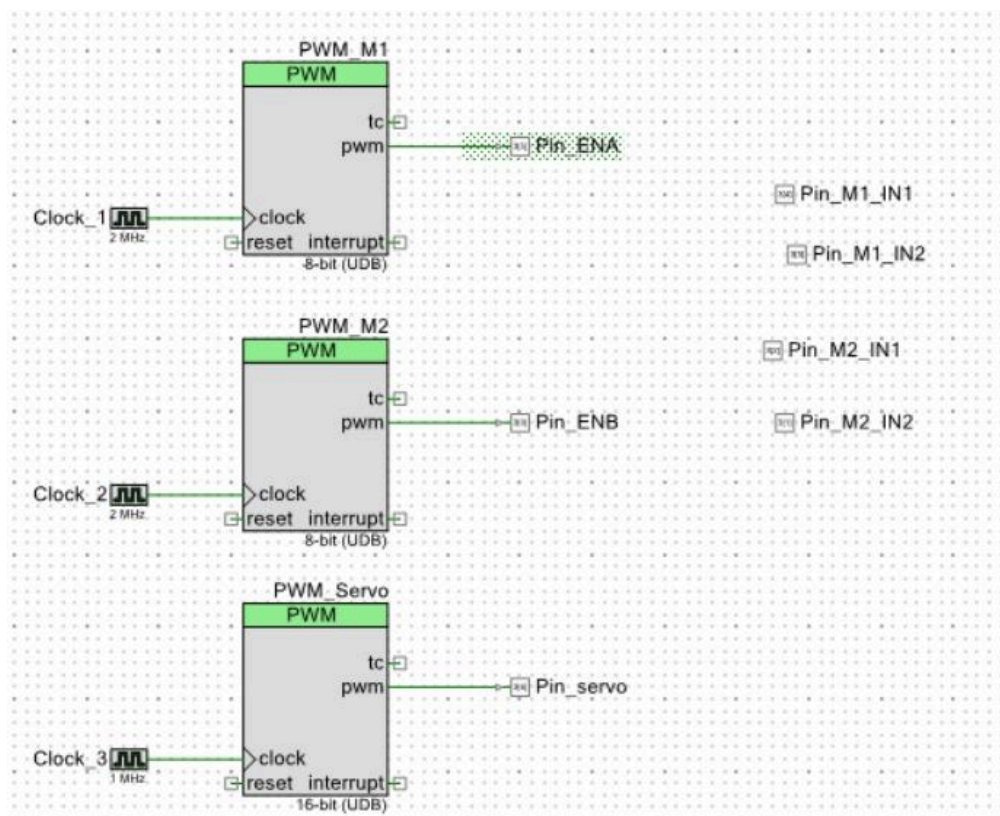 PWM_M1
PWM
tc
pwm
Pin_ENA
Pin_M1_IN1
Clock_1
2 MHz
clock
reset interrupt
8-bit (UDB)
Pin_M1_IN2
PWM_M2
PWM
Pin_M2_IN1
tc
pwm
Pin_ENB
Pin_M2_IN2
Clock_2
2 MHz
clock
reset interrupt
8-bit (UDB)
PWM_Servo
PWM
tc
pwm
Pin_servo
Clock_3
1 MHz
clock
reset interrupt
16-bit (UDB)